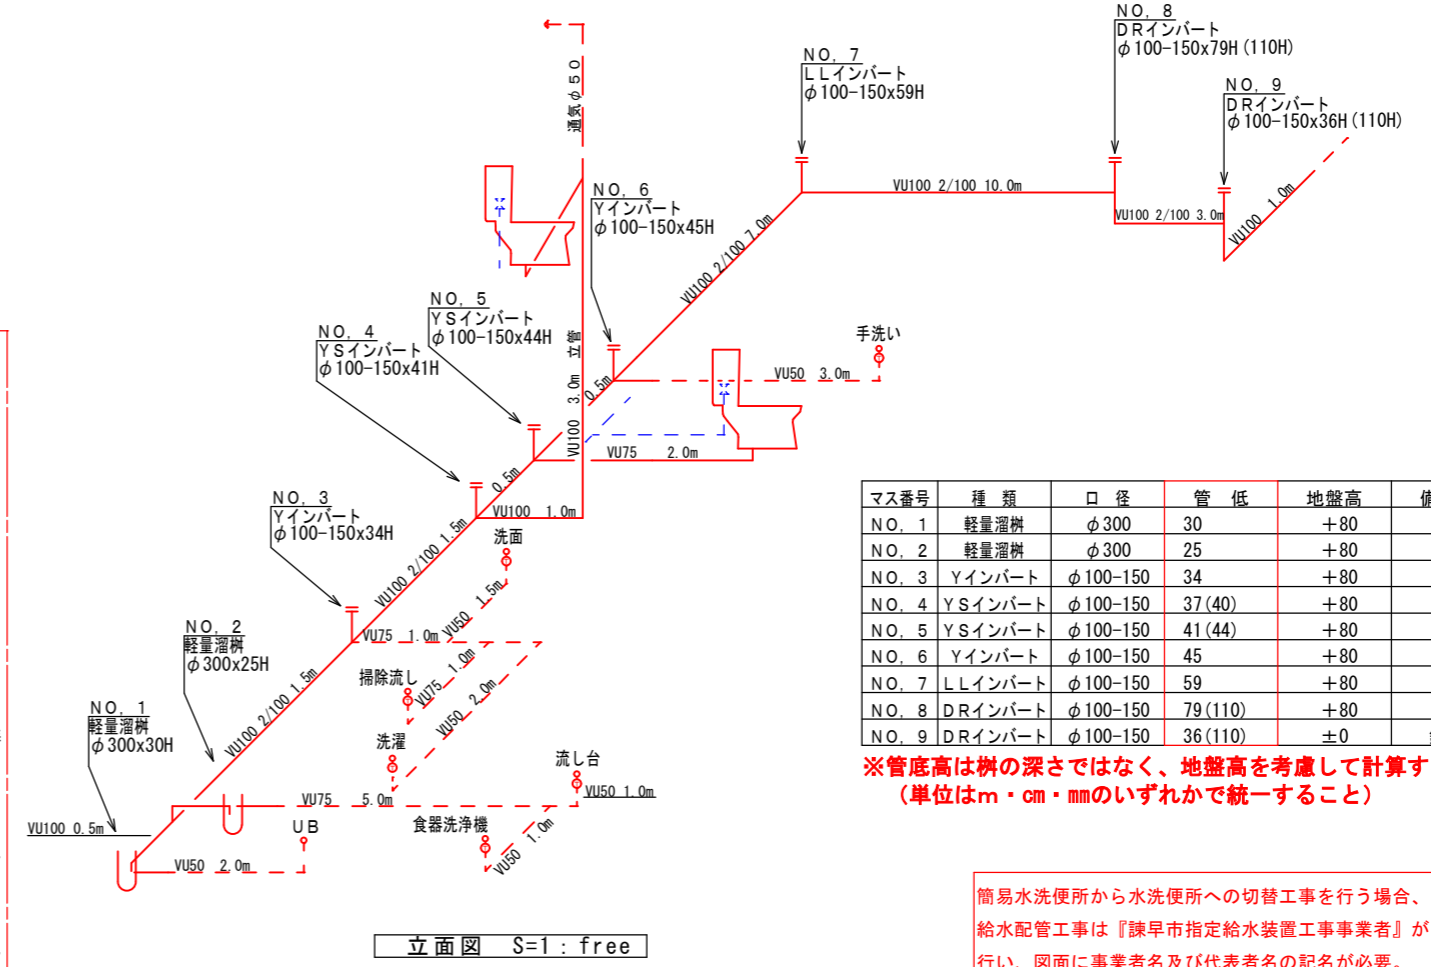 NO, 8
DRインバート
φ100-150x79H(110H)
NO, 7
LLインバート
φ100-150x59H
NO, 9
DRインバート
φ100-150x36H(110H)
通気φ50
NO, 6
Yインバート
φ100-150x45H
VU100 2/100 10.0m
VU100 2/100 3.0m
VU100 1.0m
VU100 2/100 7.0m
NO, 5
YSインバート
φ100-150x44H
NO, 4
YSインバート
φ100-150x41H
立管
VU100 3.0m
手洗い
VU50 3.0m
0.5m
VU75 2.0m
0.5m
VU100 1.0m
NO, 3
Yインバート
φ100-150x34H
VU100 2/100 1.5m
洗面
VU50 1.5m
VU75 1.0m
NO, 2
軽量溜桝
φ300x25H
掃除流し
VU75 1.0m
VU50 2.0m
VU100 2/100 1.5m
NO, 1
軽量溜桝
φ300x30H
洗濯
流し台
VU50 1.0m
VU75 5.0m
VU100 0.5m
UB
食器洗浄機
VU50 1.0m
VU50 2.0m
立面図 S=1:free
マス番号 種 類 口 径 管 低 地盤高
NO, 1 軽量溜桝 φ300 30 +80
NO, 2 軽量溜桝 φ300 25 +80
NO, 3 Yインバート φ100-150 34 +80
NO, 4 YSインバート φ100-150 37(40) +80
NO, 5 YSインバート φ100-150 41(44) +80
NO, 6 Yインバート φ100-150 45 +80
NO, 7 LLインバート φ100-150 59 +80
NO, 8 DRインバート φ100-150 79(110) +80
NO, 9 DRインバート φ100-150 36(110) ±0
※管底高は桝の深さではなく、地盤高を考慮して計算す
(単位はm・cm・mmのいずれかで統一すること)
簡易水洗便所から水洗便所への切替工事を行う場合、
給水配管工事は『諫早市指定給水装置工事事業者』が
行い、図面に事業者名及び代表者名の記名が必要。